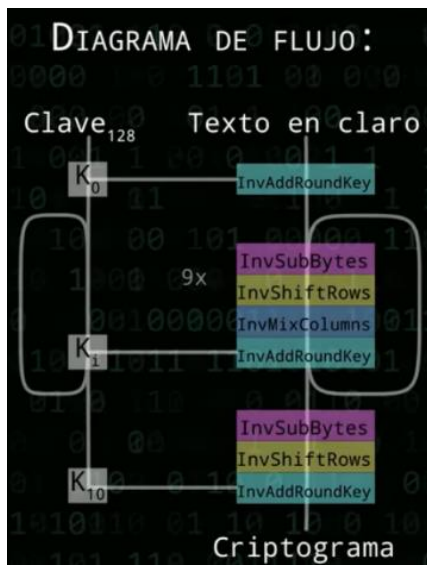 DIAGRAMA DE FLUJO:
Clave₁₂₈ Texto en claro
K₀ InvAddRoundKey
InvSubBytes
9x InvShiftRows
InvMixColumns
Kᵢ InvAddRoundKey
InvSubBytes
InvShiftRows
K₁₀ InvAddRoundKey
Criptograma